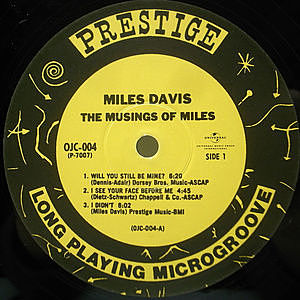 PRESTIGE
MILES DAVIS
THE MUSINGS OF MILES
OJC-004
(P-7007)
UNIVERSAL
SIDE 1
1. WILL YOU STILL BE MINE? 6:20
(Dennis-Adair) Dorsey Bros. Music-ASCAP
2. I SEE YOUR FACE BEFORE ME 4:45
(Dietz-Schwartz) Chappell & Co.-ASCAP
3. I DIDN'T 6:02
(Miles Davis) Prestige Music-BMI
(OJC-004-A)
LONG PLAYING MICROGROOVE